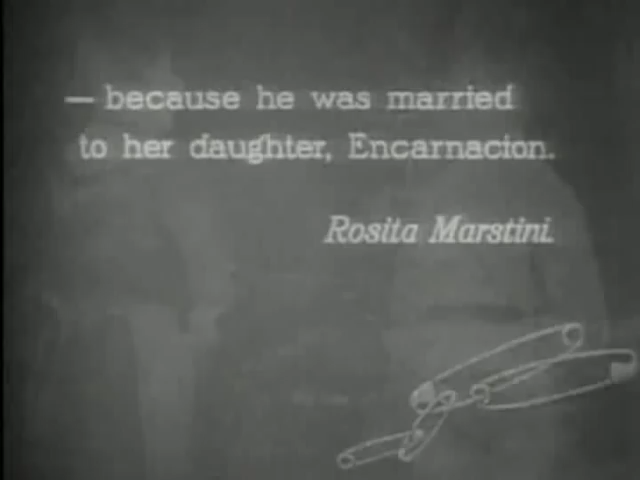 — because he was married
to her daughter, Encarnacion.
Rosita Marstini